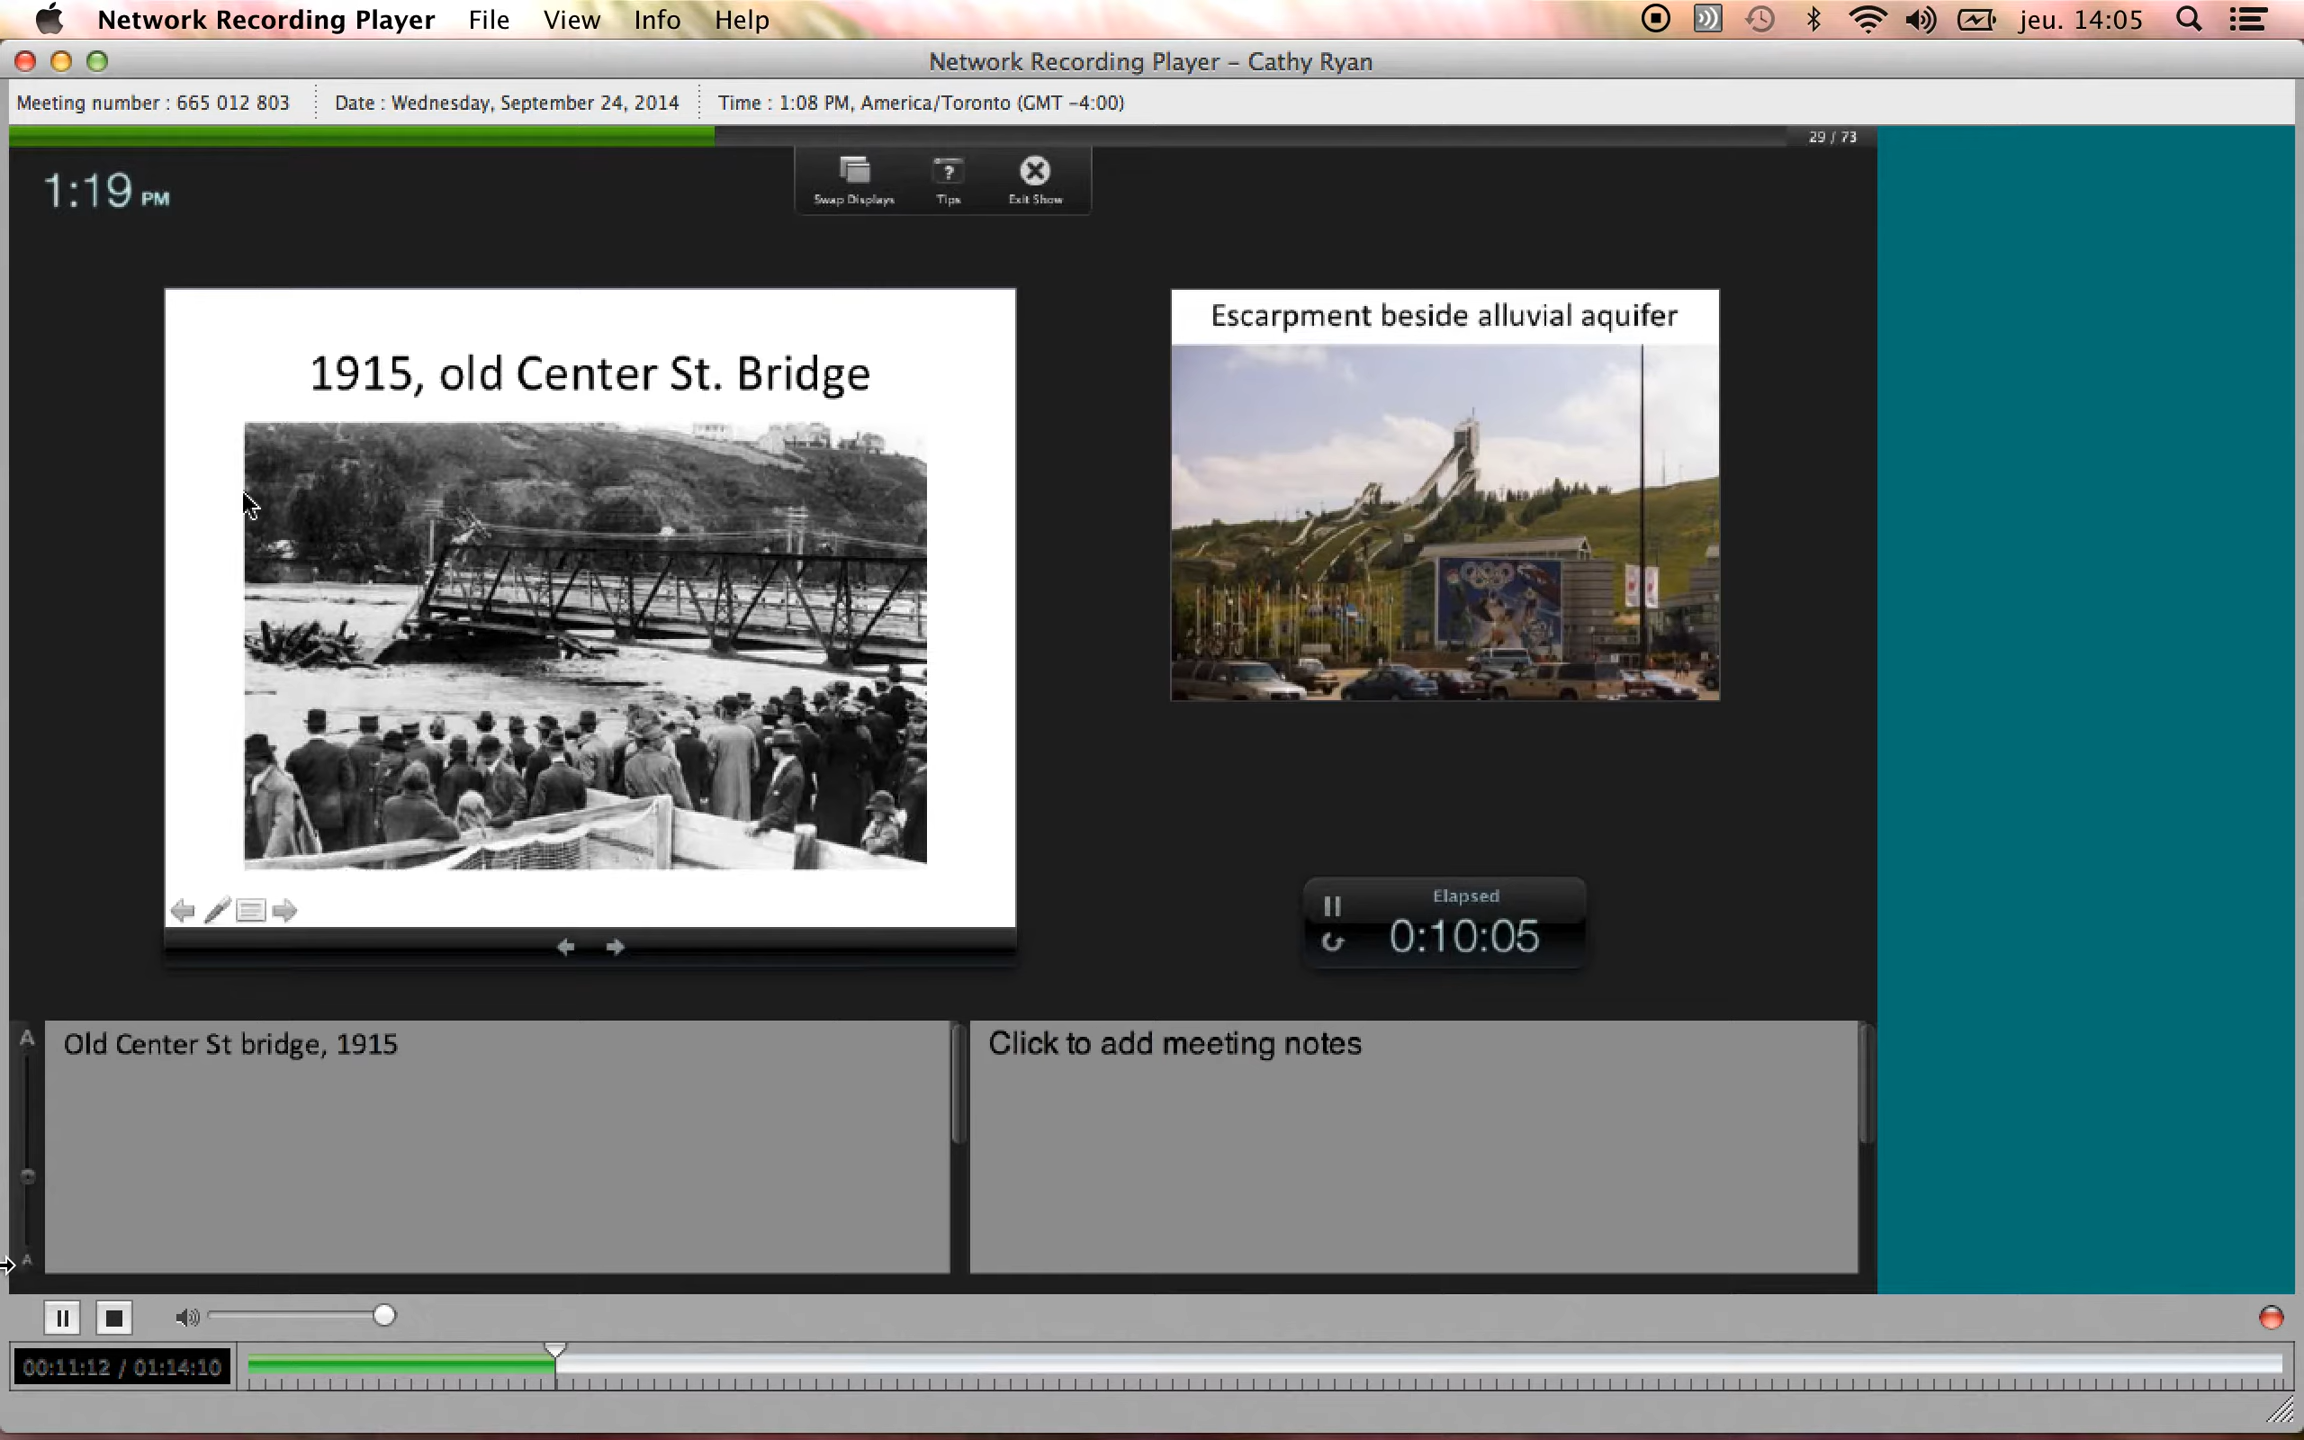 Network Recording Player File View Info Help jeu. 14:05
Network Recording Player – Cathy Ryan
Meeting number : 665 012 803 Date : Wednesday, September 24, 2014 Time : 1:08 PM, America/Toronto (GMT -4:00)
29 / 73
1:19 PM
Swap Displays Tips Exit Show
1915, old Center St. Bridge
Escarpment beside alluvial aquifer
Elapsed
0:10:05
A
Old Center St bridge, 1915
Click to add meeting notes
A
00:11:12 / 01:14:10